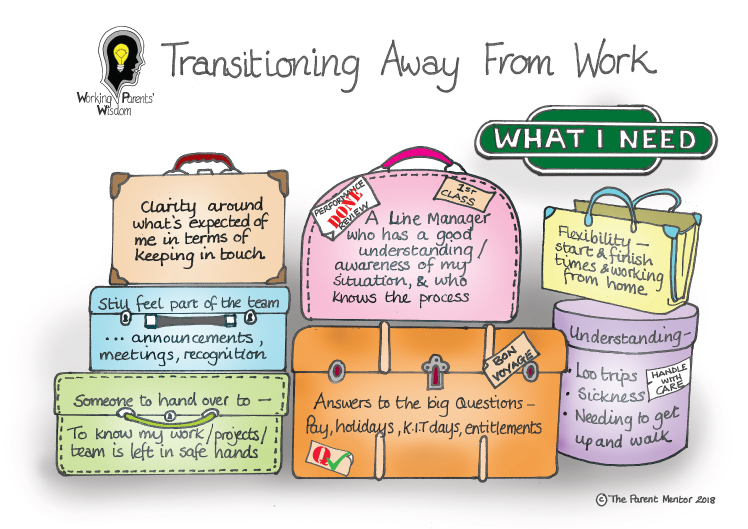 Transitioning Away From Work
Working Parents'
Wisdom
WHAT I NEED
Clarity around
what's expected of
me in terms of
keeping in touch.
PERFORMANCE
DONE
REVIEW
1ST
CLASS
A Line Manager
who has a good
understanding/
awareness of my
situation, & who
knows the process
Flexibility –
start & finish
times & working
from home
Still feel part of the team
... announcements,
meetings, recognition
Someone to hand over to –
To know my work/projects/
team is left in safe hands
BON
VOYAGE
Answers to the big Questions –
Pay, holidays, K.I.T days, entitlements
Q
Understanding –
• Loo trips
• Sickness
• Needing to get
up and walk
HANDLE
WITH
CARE
© The Parent Mentor 2018